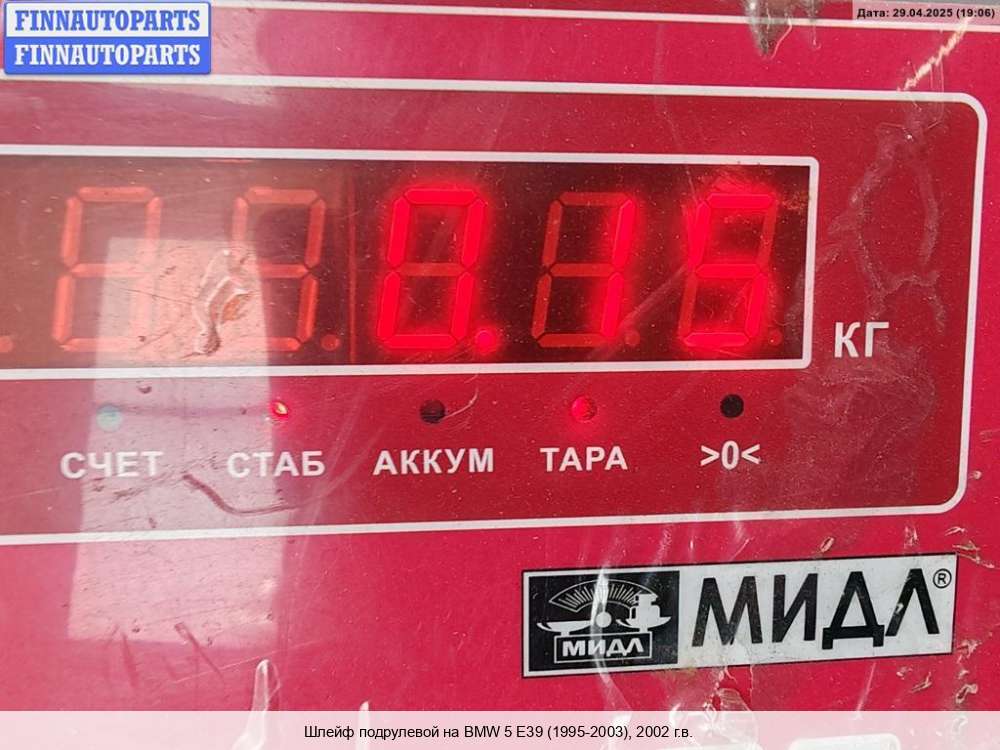 FINNAUTOPARTS
FINNAUTOPARTS
Дата: 29.04.2025 (19:06)
0.15
КГ
СЧЕТ СТАБ АККУМ ТАРА >0<
МИДЛ МИДЛ®
Шлейф подрулевой на BMW 5 E39 (1995-2003), 2002 г.в.